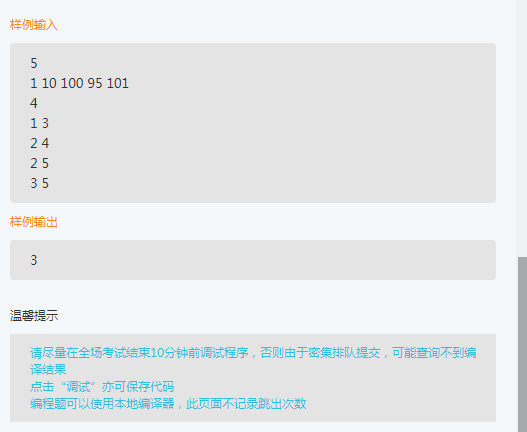 样例输入
5
1 10 100 95 101
4
1 3
2 4
2 5
3 5
样例输出
3
温馨提示
请尽量在全场考试结束10分钟前调试程序，否则由于密集排队提交，可能查询不到编
译结果
点击“调试”亦可保存代码
编程题可以使用本地编译器，此页面不记录跳出次数